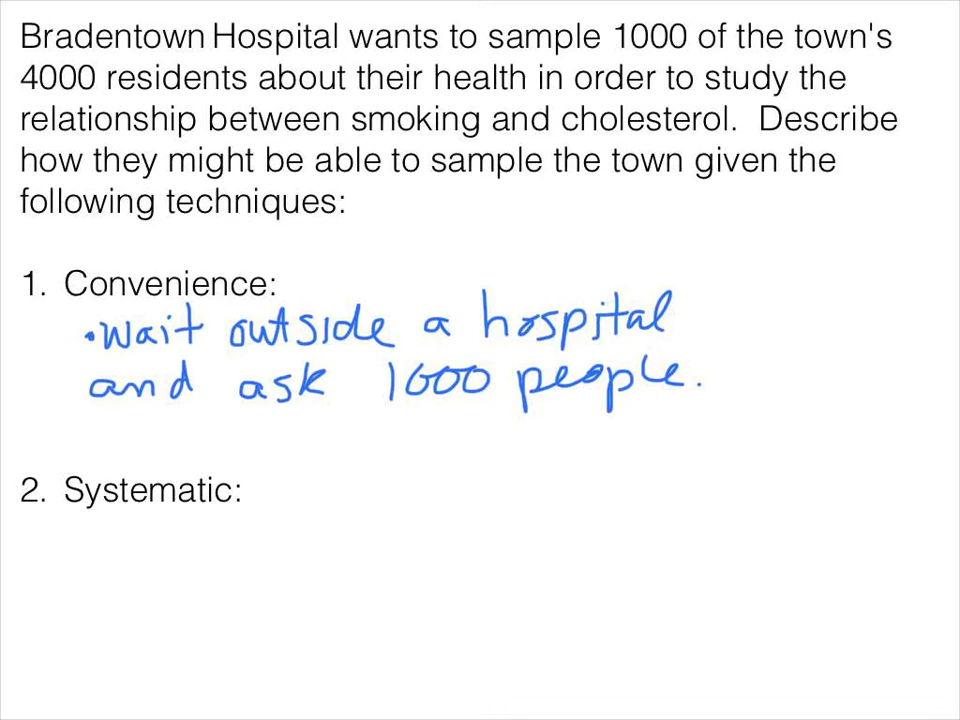 Bradentown Hospital wants to sample 1000 of the town's
4000 residents about their health in order to study the
relationship between smoking and cholesterol. Describe
how they might be able to sample the town given the
following techniques:
1. Convenience:
• wait outside a hospital
and ask 1000 people.
2. Systematic: